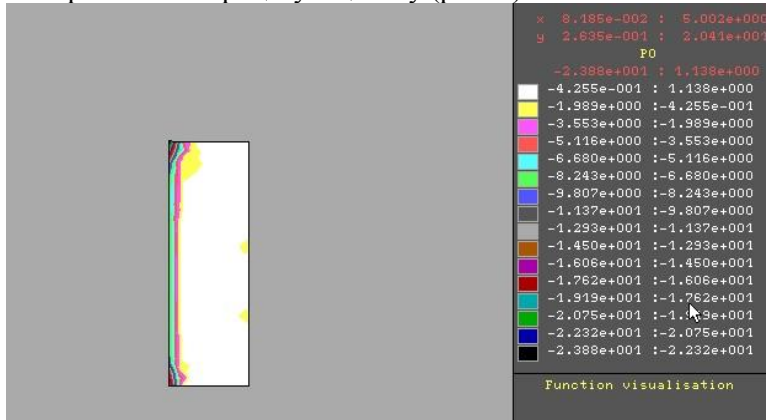 x 8.185e-002 : 5.002e+000
y 2.635e-001 : 2.041e+001
PO
-2.388e+001 : 1.138e+000
-4.255e-001 : 1.138e+000
-1.989e+000 :-4.255e-001
-3.553e+000 :-1.989e+000
-5.116e+000 :-3.553e+000
-6.680e+000 :-5.116e+000
-8.243e+000 :-6.680e+000
-9.807e+000 :-8.243e+000
-1.137e+001 :-9.807e+000
-1.293e+001 :-1.137e+001
-1.450e+001 :-1.293e+001
-1.606e+001 :-1.450e+001
-1.762e+001 :-1.606e+001
-1.919e+001 :-1.762e+001
-2.075e+001
-2.232e+001 :-2.075e+001
-2.388e+001 :-2.232e+001
Function visualisation